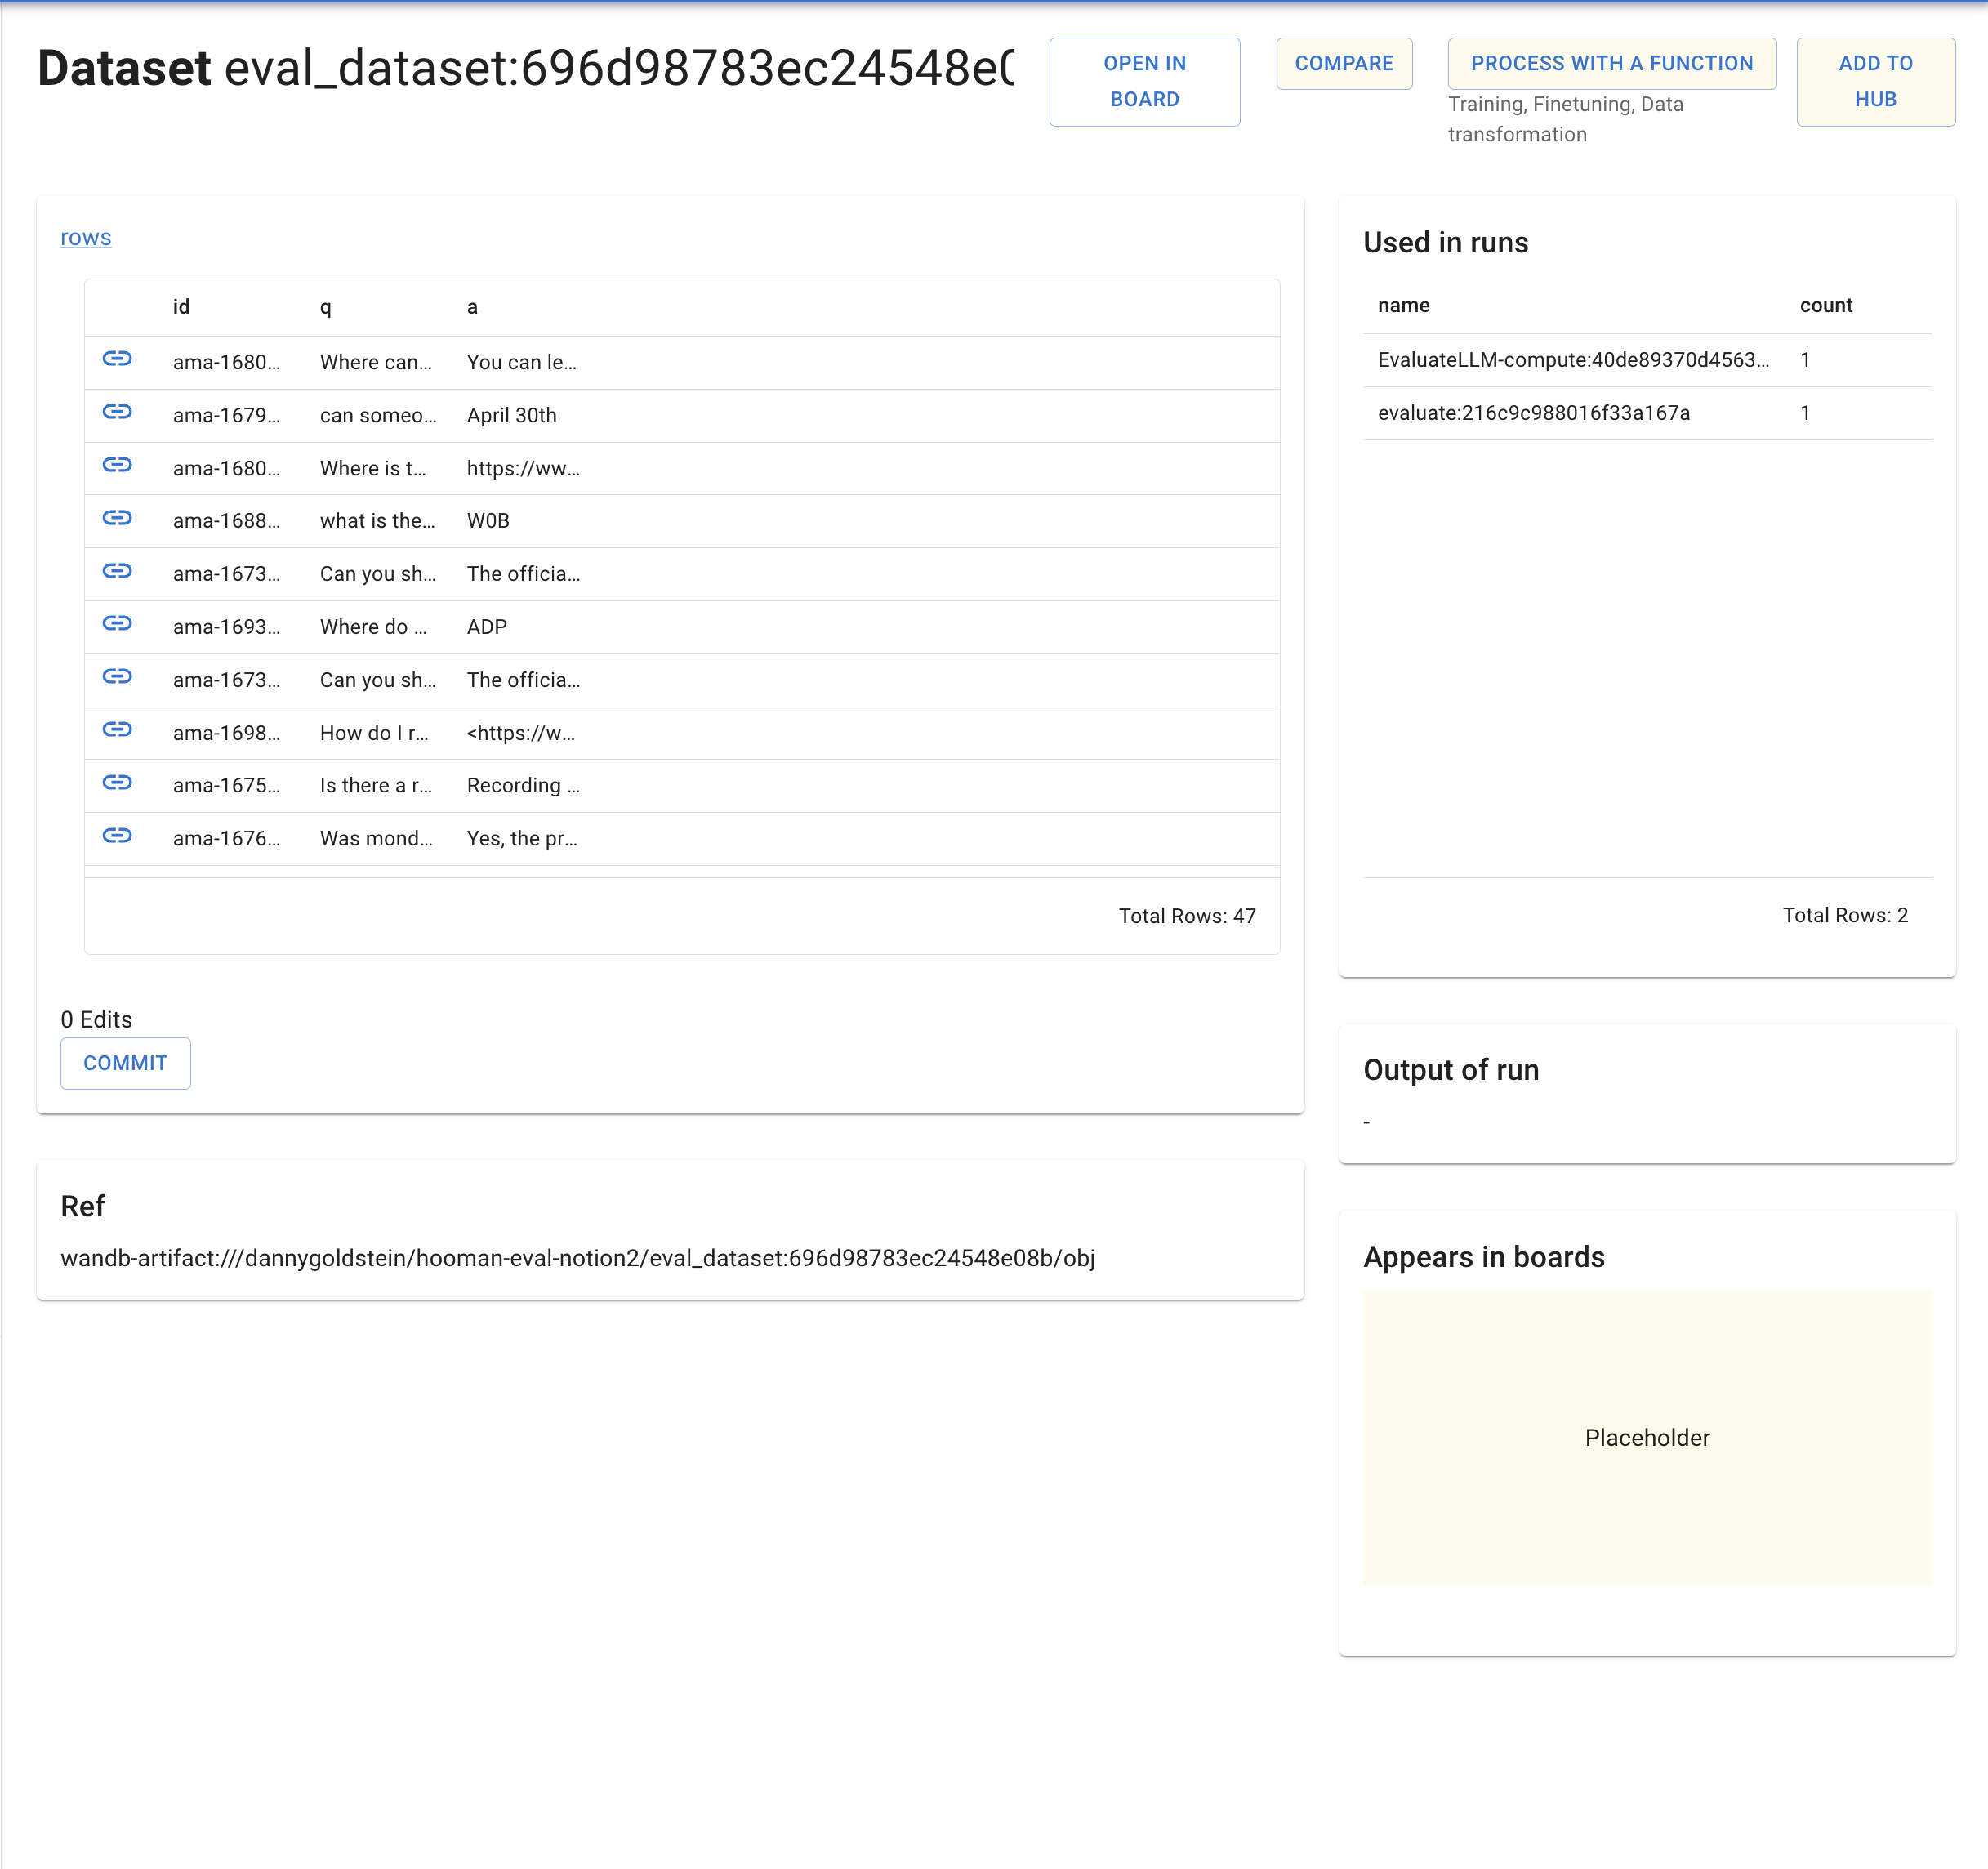 Dataset eval_dataset:696d98783ec24548e0
OPEN IN
BOARD
COMPARE
PROCESS WITH A FUNCTION
Training, Finetuning, Data
transformation
ADD TO
HUB
rows
id q a
ama-1680... Where can... You can le...
ama-1679... can someo... April 30th
ama-1680... Where is t... https://ww...
ama-1688... what is the... W0B
ama-1673... Can you sh... The officia...
ama-1693... Where do ... ADP
ama-1673... Can you sh... The officia...
ama-1698... How do I r... <https://w...
ama-1675... Is there a r... Recording ...
ama-1676... Was mond... Yes, the pr...
Total Rows: 47
0 Edits
COMMIT
Ref
wandb-artifact:///dannygoldstein/hooman-eval-notion2/eval_dataset:696d98783ec24548e08b/obj
Used in runs
name count
EvaluateLLM-compute:40de89370d4563... 1
evaluate:216c9c988016f33a167a 1
Total Rows: 2
Output of run
-
Appears in boards
Placeholder